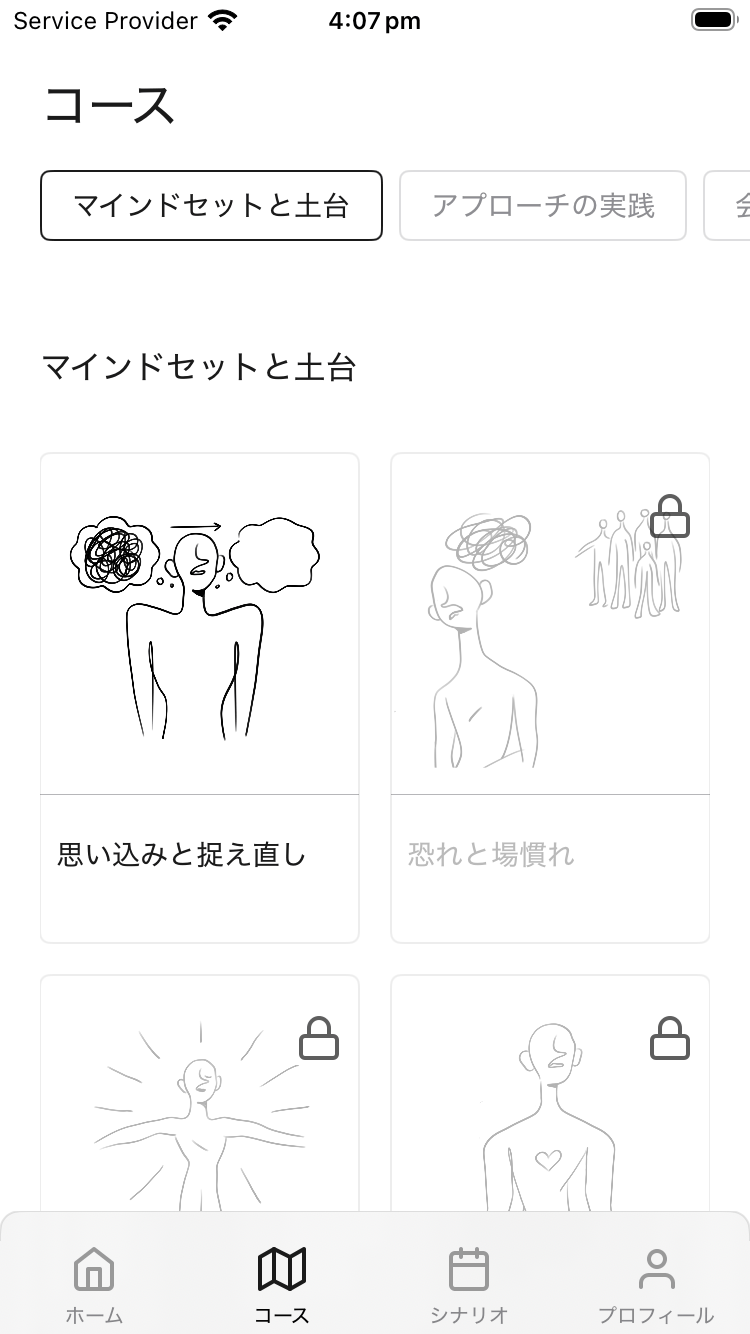 Service Provider 4:07 pm
コース
マインドセットと土台 アプローチの実践 会
マインドセットと土台
思い込みと捉え直し 恐れと場慣れ
ホーム コース シナリオ プロフィール